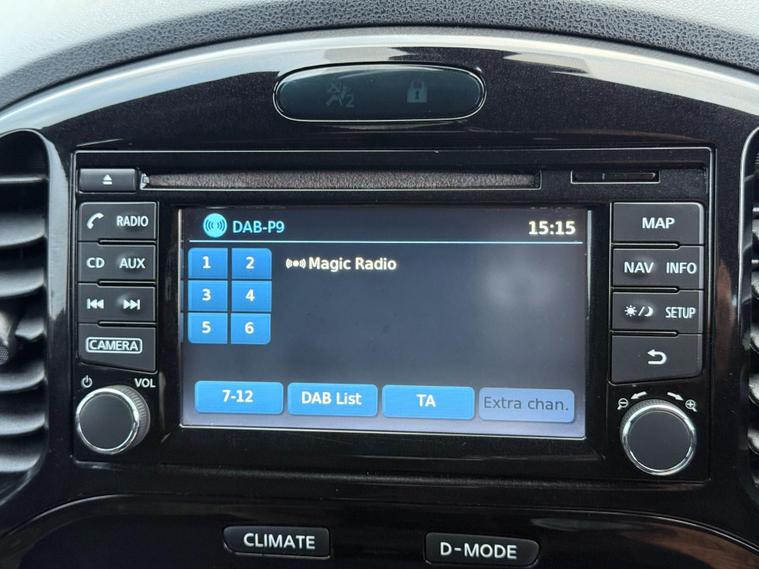 2
RADIO
DAB-P9
15:15
MAP
CD
AUX
1
2
Magic Radio
NAV
INFO
3
4
SETUP
5
6
CAMERA
VOL
7-12
DAB List
TA
Extra chan.
CLIMATE
D-MODE